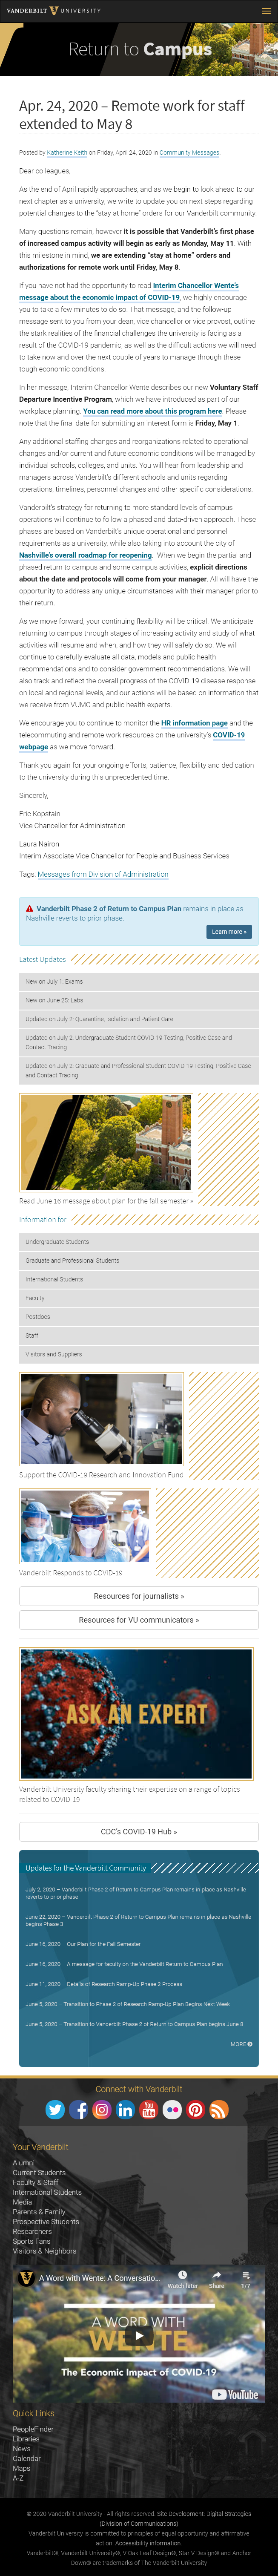 VANDERBILT UNIVERSITY
Return to Campus
Apr. 24, 2020 – Remote work for staff
extended to May 8
Posted by Katherine Keith on Friday, April 24, 2020 in Community Messages.
Dear colleagues,
As the end of April rapidly approaches, and as we begin to look ahead to our
next chapter as a university, we write to update you on next steps regarding
potential changes to the “stay at home” orders for our Vanderbilt community.
Many questions remain, however it is possible that Vanderbilt’s first phase
of increased campus activity will begin as early as Monday, May 11. With
this milestone in mind, we are extending “stay at home” orders and
authorizations for remote work until Friday, May 8.
If you have not had the opportunity to read Interim Chancellor Wente’s
message about the economic impact of COVID-19, we highly encourage
you to take a few minutes to do so. That message, and the follow-up
message sent to you from your dean, vice chancellor or vice provost, outline
the stark realities of the financial challenges the university is facing as a
result of the COVID-19 pandemic, as well as the difficult actions we will need
to take now and over the next couple of years to manage through these
tough economic conditions.
In her message, Interim Chancellor Wente describes our new Voluntary Staff
Departure Incentive Program, which we have introduced as part of our
workplace planning. You can read more about this program here. Please
note that the final date for submitting an interest form is Friday, May 1.
Any additional staffing changes and reorganizations related to economic
and/or other future effects and considerations will be specific to each
individual schools, colleges, and units. You will hear from leadership and
managers across Vanderbilt’s different schools and units regarding
expectations, timelines, budget changes and other specific considerations.
Vanderbilt’s strategy for returning to our more standard campus activities
will continue to follow a phased and data-driven approach. These phases
are based on Vanderbilt’s unique operational and personnel
requirements as a university, while also taking into account the city of
Nashville’s overall roadmap for reopening. When we begin the partial and
phased return to campus and some campus activities, explicit directions
about the date and protocols will come from your manager. All will have the
opportunity to address unique circumstances with their manager prior to
their return.
As we move forward, your continuing flexibility will be critical. We anticipate
returning to campus through stages of increasing activity and study of what
activities will resume and when, and how they will safely do so. We will
continue to carefully evaluate all data, models and public health
recommendations and to consider government requirements. This Vanderbilt
plan and track will also reflect the global progress of the COVID-19 disease response
on local and regional levels, and our actions will be based on information that
we receive from VUMC and public health experts.
We encourage you to continue to monitor the HR information page and the
telecommuting and remote work resources on the university’s COVID-19
webpage as we move forward.
Thank you again for your ongoing efforts, patience, flexibility and dedication
to the university during this unprecedented time.
Sincerely,
Eric Kopstain
Vice Chancellor for Administration
Laura Nairon
Interim Associate Vice Chancellor for People and Business Services
Tags: Messages from Division of Administration
Vanderbilt Phase 2 of Return to Campus Plan remains in place as
Nashville reverts to prior phase.
Learn more »
Latest Updates
New on July 1: Exams
New on June 25: Labs
Updated on July 2: Quarantine, Isolation and Patient Care
Updated on July 2: Undergraduate Student COVID-19 Testing, Positive Case and
Contact Tracing
Updated on July 2: Graduate and Professional Student COVID-19 Testing, Positive Case
and Contact Tracing
Read June 16 message about plan for the fall semester »
Information for
Undergraduate Students
Graduate and Professional Students
International Students
Faculty
Postdocs
Staff
Visitors and Suppliers
Support the COVID-19 Research and Innovation Fund
Vanderbilt Responds to COVID-19
Resources for journalists »
Resources for VU communicators »
ASK AN EXPERT
Vanderbilt University faculty sharing their expertise on a range of topics
related to COVID-19
CDC’s COVID-19 Hub »
Updates for the Vanderbilt Community
July 2, 2020 – Vanderbilt Phase 2 of Return to Campus Plan remains in place as Nashville
reverts to prior phase
June 22, 2020 – Vanderbilt Phase 2 of Return to Campus Plan remains in place as Nashville
begins Phase 3
June 16, 2020 – Our Plan for the Fall Semester
June 16, 2020 – A message for faculty on the Vanderbilt Return to Campus Plan
June 11, 2020 – Details of Research Ramp-Up Phase 2 Process
June 5, 2020 – Transition to Phase 2 of Research Ramp-Up Plan Begins Next Week
June 5, 2020 – Transition to Vanderbilt Phase 2 of Return to Campus Plan begins June 8
MORE
Connect with Vanderbilt
Your Vanderbilt
Alumni
Current Students
Faculty & Staff
International Students
Media
Parents & Family
Prospective Students
Researchers
Sports Fans
Visitors & Neighbors
A Word with Wente: A Conversatio...
Watch later
Share
1/7
A WORD WITH
WENTE
The Economic Impact of COVID-19
YouTube
Quick Links
PeopleFinder
Libraries
News
Calendar
Maps
A-Z
© 2020 Vanderbilt University · All rights reserved. Site Development: Digital Strategies
(Division of Communications)
Vanderbilt University is committed to principles of equal opportunity and affirmative
action. Accessibility information.
Vanderbilt®, Vanderbilt University®, V Oak Leaf Design®, Star V Design® and Anchor
Down® are trademarks of The Vanderbilt University